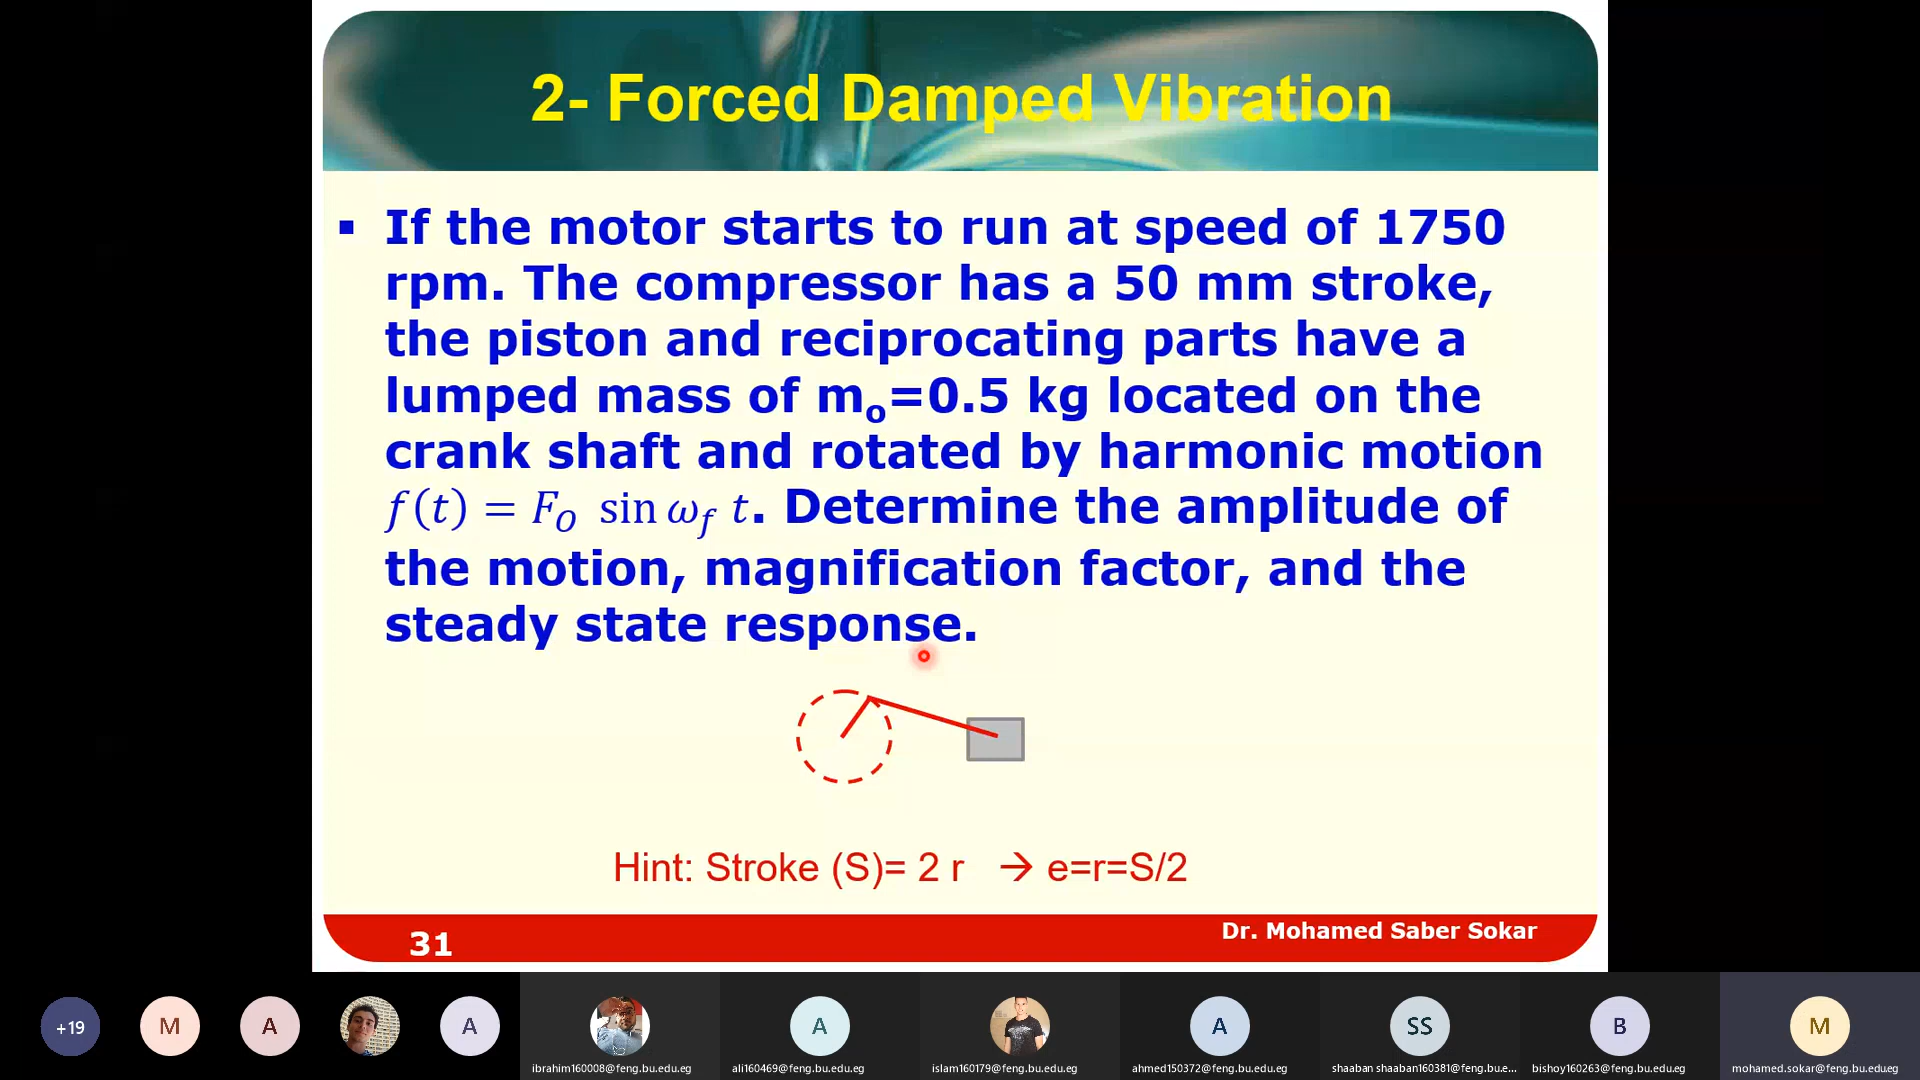 2- Forced Damped Vibration
▪ If the motor starts to run at speed of 1750
rpm. The compressor has a 50 mm stroke,
the piston and reciprocating parts have a
lumped mass of mₒ=0.5 kg located on the
crank shaft and rotated by harmonic motion
f(t) = F_O sin ω_f t. Determine the amplitude of
the motion, magnification factor, and the
steady state response.
Hint: Stroke (S)= 2 r → e=r=S/2
31
Dr. Mohamed Saber Sokar
+19
M
A
A
A
A
SS
B
M
ibrahim160008@feng.bu.edu.eg
ali160469@feng.bu.edu.eg
islam160179@feng.bu.edu.eg
ahmed150372@feng.bu.edu.eg
shaaban shaaban160381@feng.bu.e...
bishoy160263@feng.bu.edu.eg
mohamed.sokar@feng.bu.edu.eg